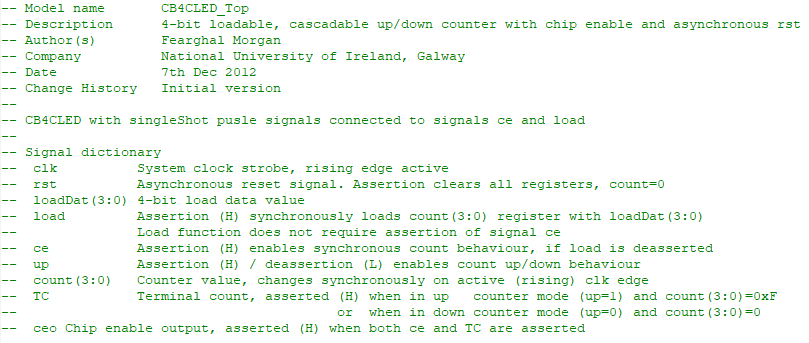 -- Model name       CB4CLED_Top
-- Description      4-bit loadable, cascadable up/down counter with chip enable and asynchronous rst
-- Author(s)        Fearghal Morgan
-- Company          National University of Ireland, Galway
-- Date             7th Dec 2012
-- Change History   Initial version
--
-- CB4CLED with singleShot pusle signals connected to signals ce and load
--
-- Signal dictionary
--  clk          System clock strobe, rising edge active
--  rst          Asynchronous reset signal. Assertion clears all registers, count=0
--  loadDat(3:0) 4-bit load data value
--  load         Assertion (H) synchronously loads count(3:0) register with loadDat(3:0)
--               Load function does not require assertion of signal ce
--  ce           Assertion (H) enables synchronous count behaviour, if load is deasserted
--  up           Assertion (H) / deassertion (L) enables count up/down behaviour
--  count(3:0)   Counter value, changes synchronously on active (rising) clk edge
--  TC           Terminal count, asserted (H) when in up   counter mode (up=1) and count(3:0)=0xF
--                                        or  when in down counter mode (up=0) and count(3:0)=0
--  ceo Chip enable output, asserted (H) when both ce and TC are asserted